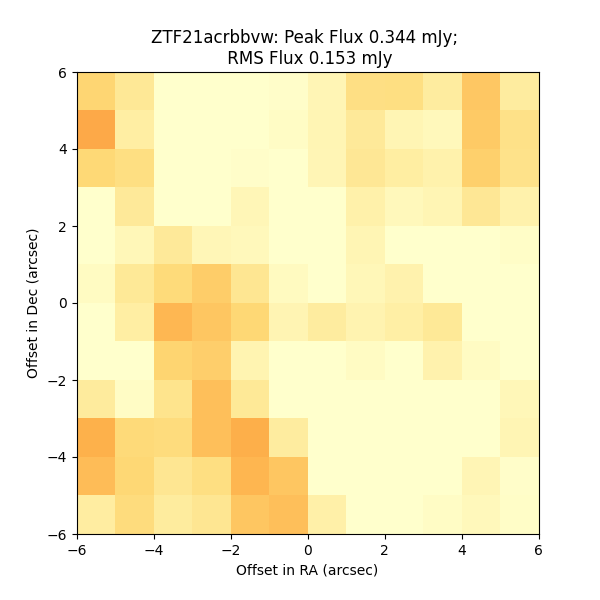 ZTF21acrbbvw: Peak Flux 0.344 mJy;
RMS Flux 0.153 mJy
6
4
2
0
−2
−4
−6
Offset in Dec (arcsec)
−6 −4 −2 0 2 4 6
Offset in RA (arcsec)